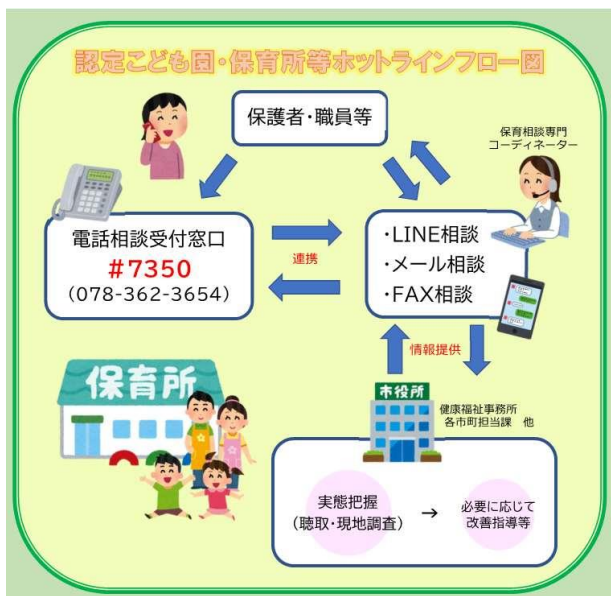 認定こども園・保育所等ホットラインフロー図
保護者・職員等
保育相談専門
コーディネーター
電話相談受付窓口
#7350
(078-362-3654)
連携
・LINE相談
・メール相談
・FAX相談
情報提供
保育所
市役所
健康福祉事務所
各市町担当課 他
実態把握
(聴取・現地調査)
→
必要に応じて
改善指導等